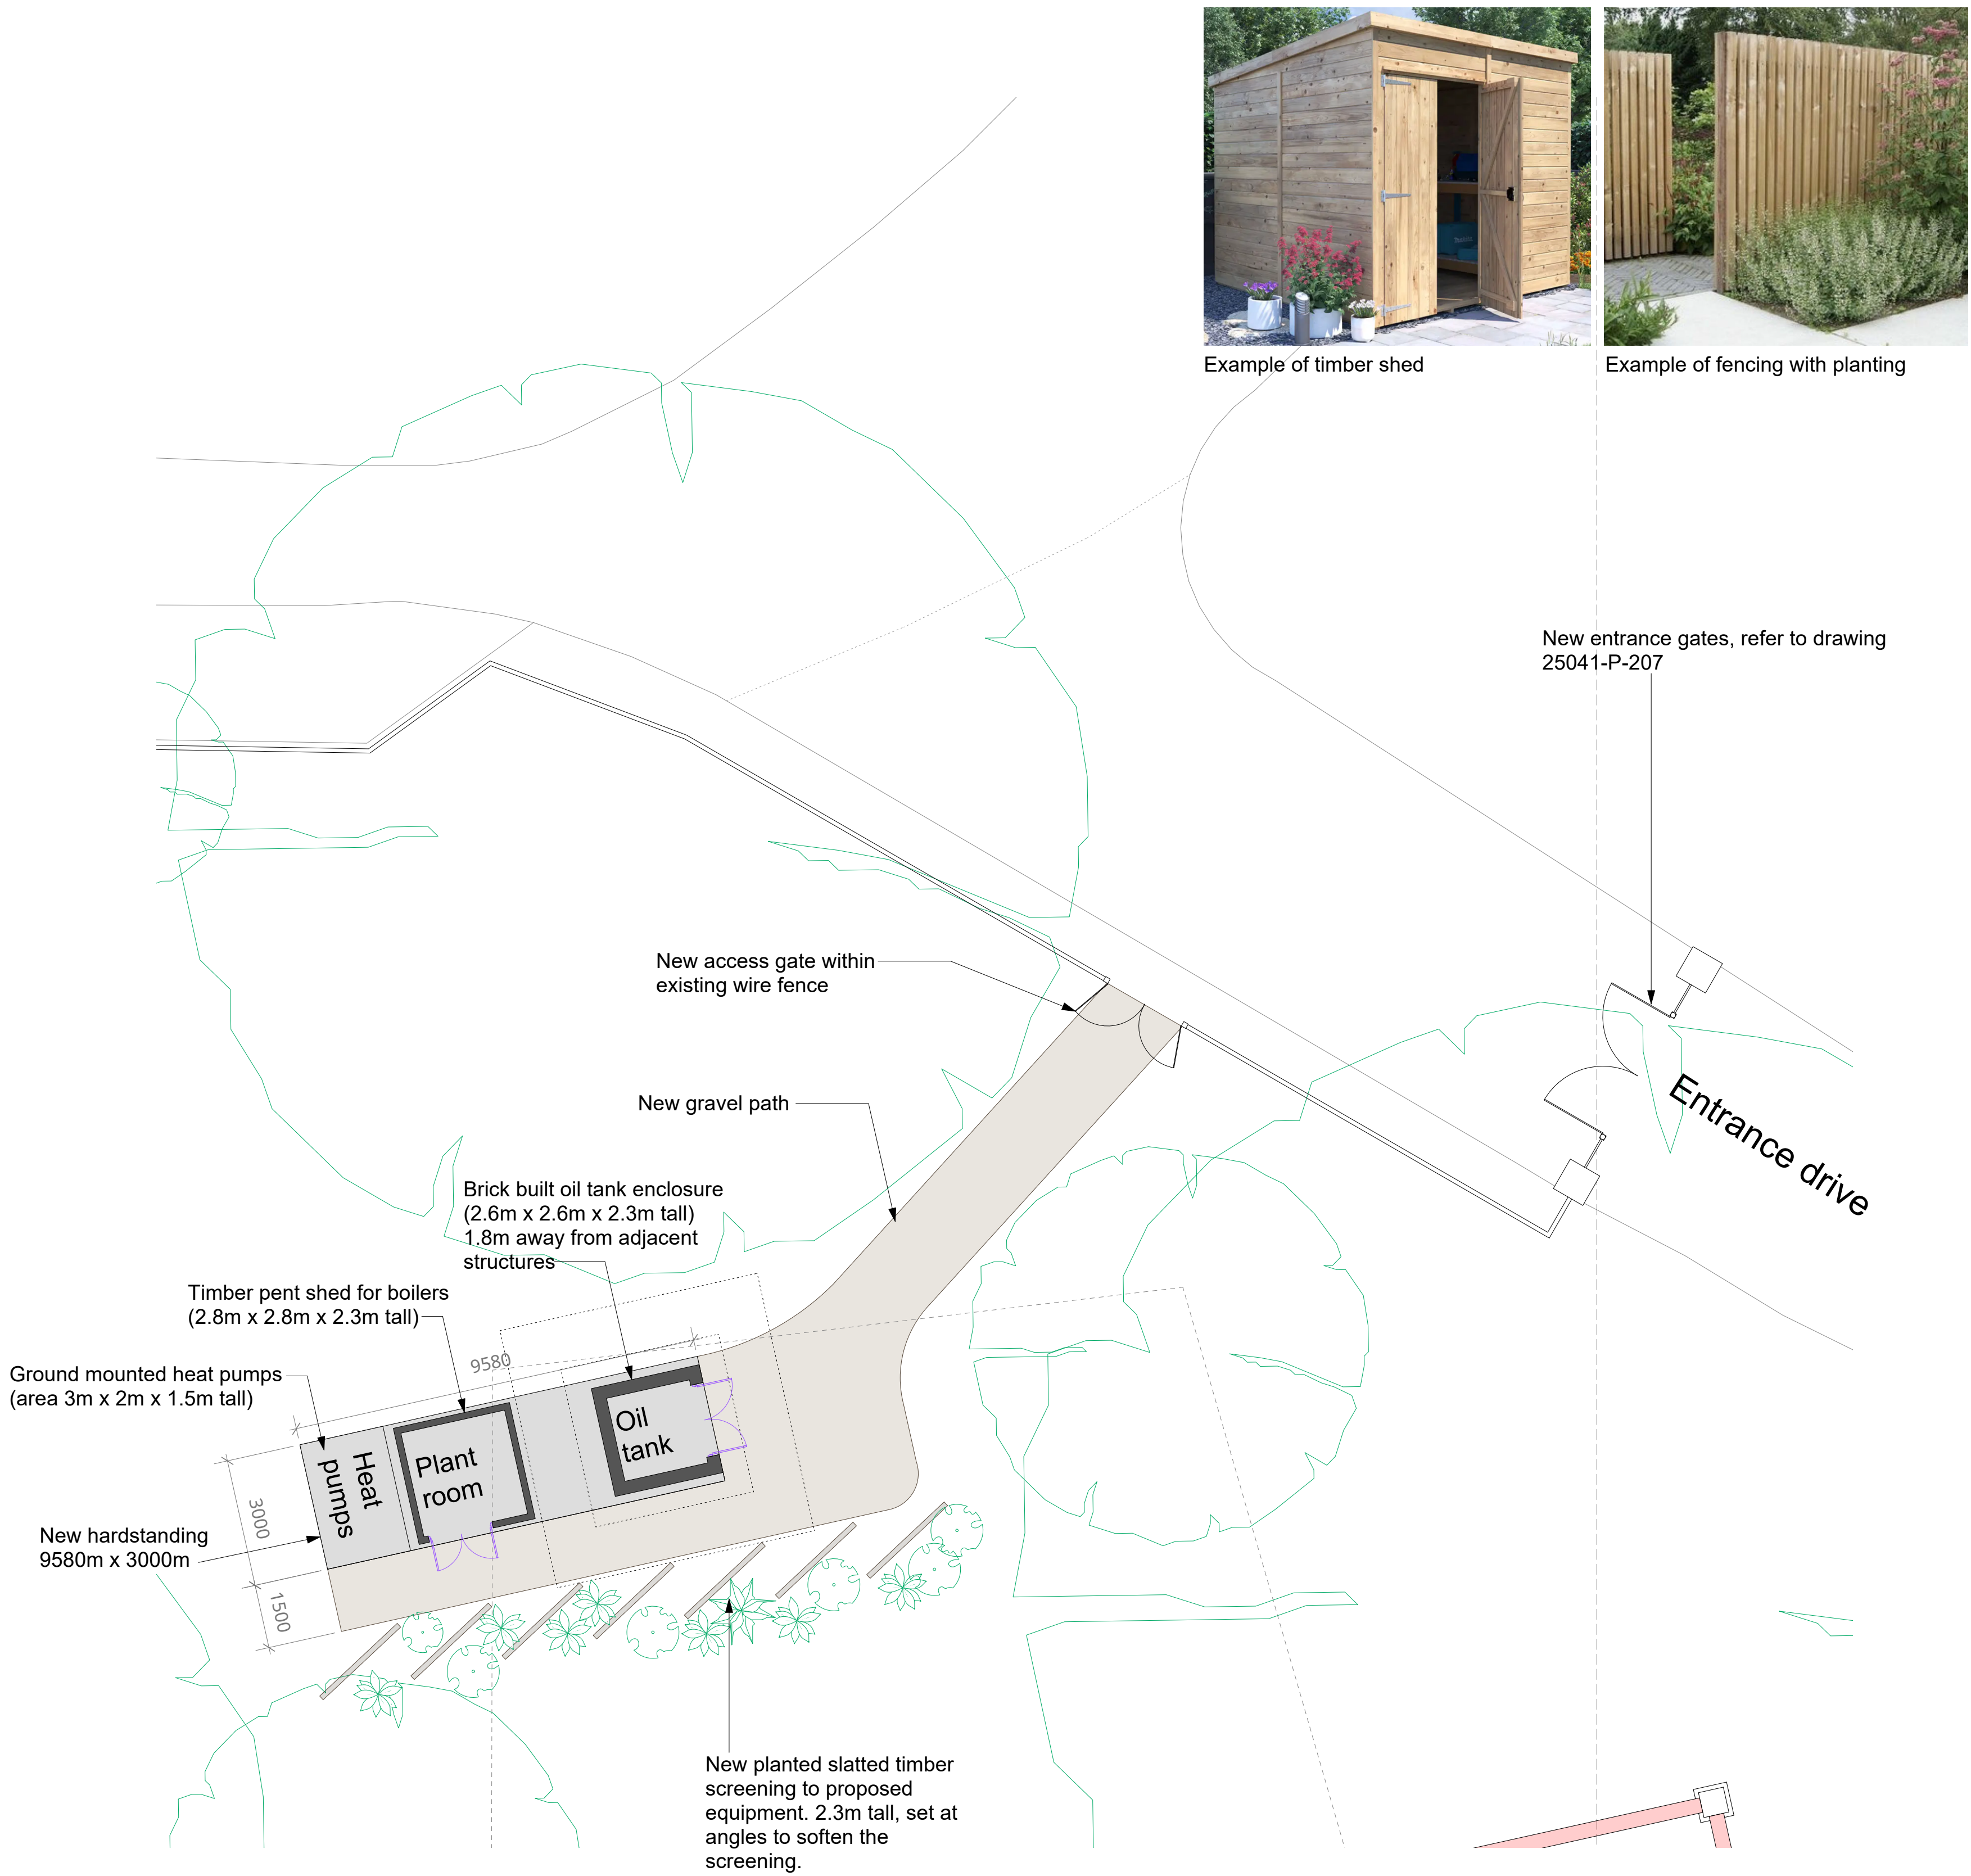 Example of timber shed
Example of fencing with planting
New entrance gates, refer to drawing
25041-P-207
New access gate within
existing wire fence
Entrance drive
New gravel path
Brick built oil tank enclosure
(2.6m x 2.6m x 2.3m tall)
1.8m away from adjacent
structures
Timber pent shed for boilers
(2.8m x 2.8m x 2.3m tall)
9580
Ground mounted heat pumps
(area 3m x 2m x 1.5m tall)
Oil
tank
Plant
room
Heat
pumps
3000
New hardstanding
9580m x 3000m
1500
New planted slatted timber
screening to proposed
equipment. 2.3m tall, set at
angles to soften the
screening.